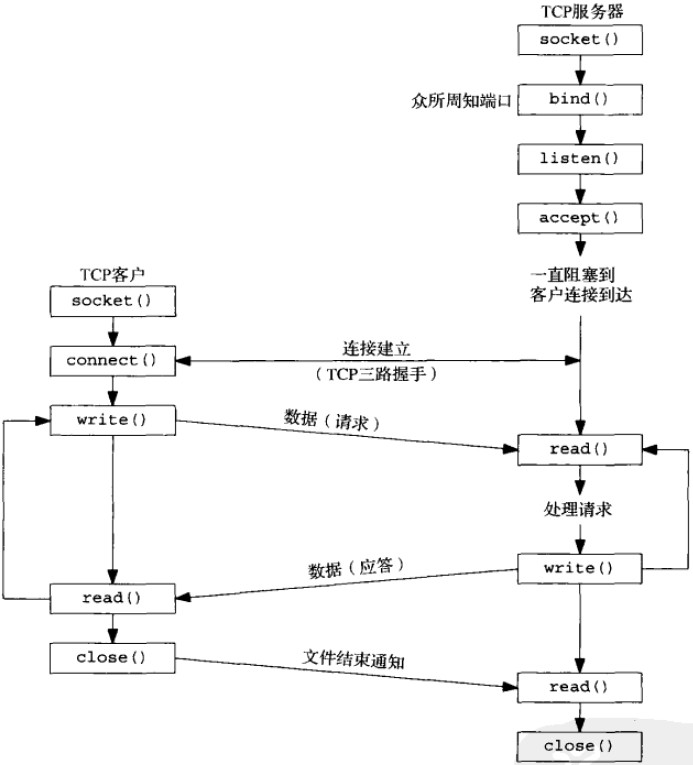 TCP服务器
socket()
众所周知端口
bind()
listen()
accept()
一直阻塞到
客户连接到达
TCP客户
socket()
connect()
连接建立
（TCP三路握手）
write()
数据（请求）
read()
处理请求
write()
数据（应答）
read()
close()
文件结束通知
read()
close()